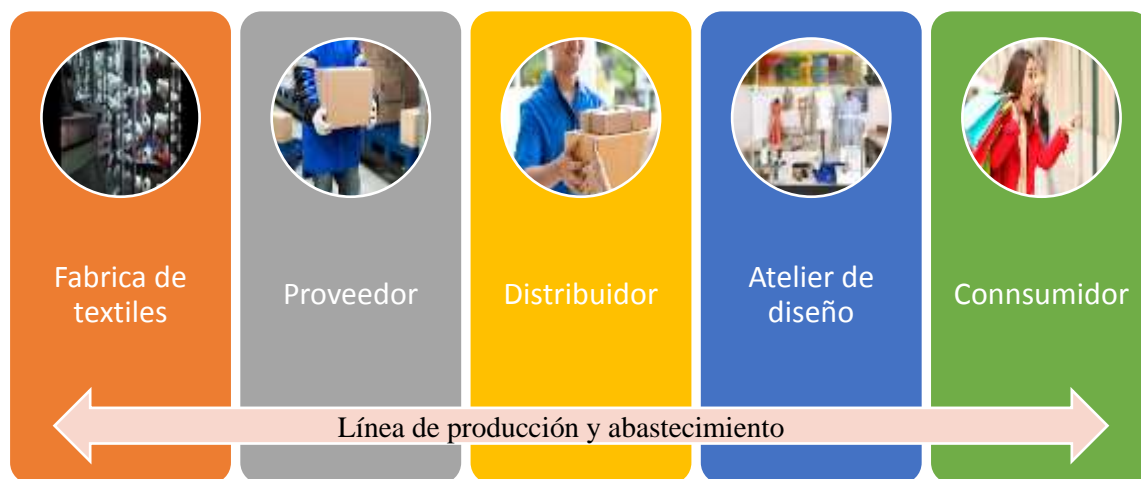 Fabrica de
textiles
Proveedor
Distribuidor
Atelier de
diseño
Connsumidor
Línea de producción y abastecimiento